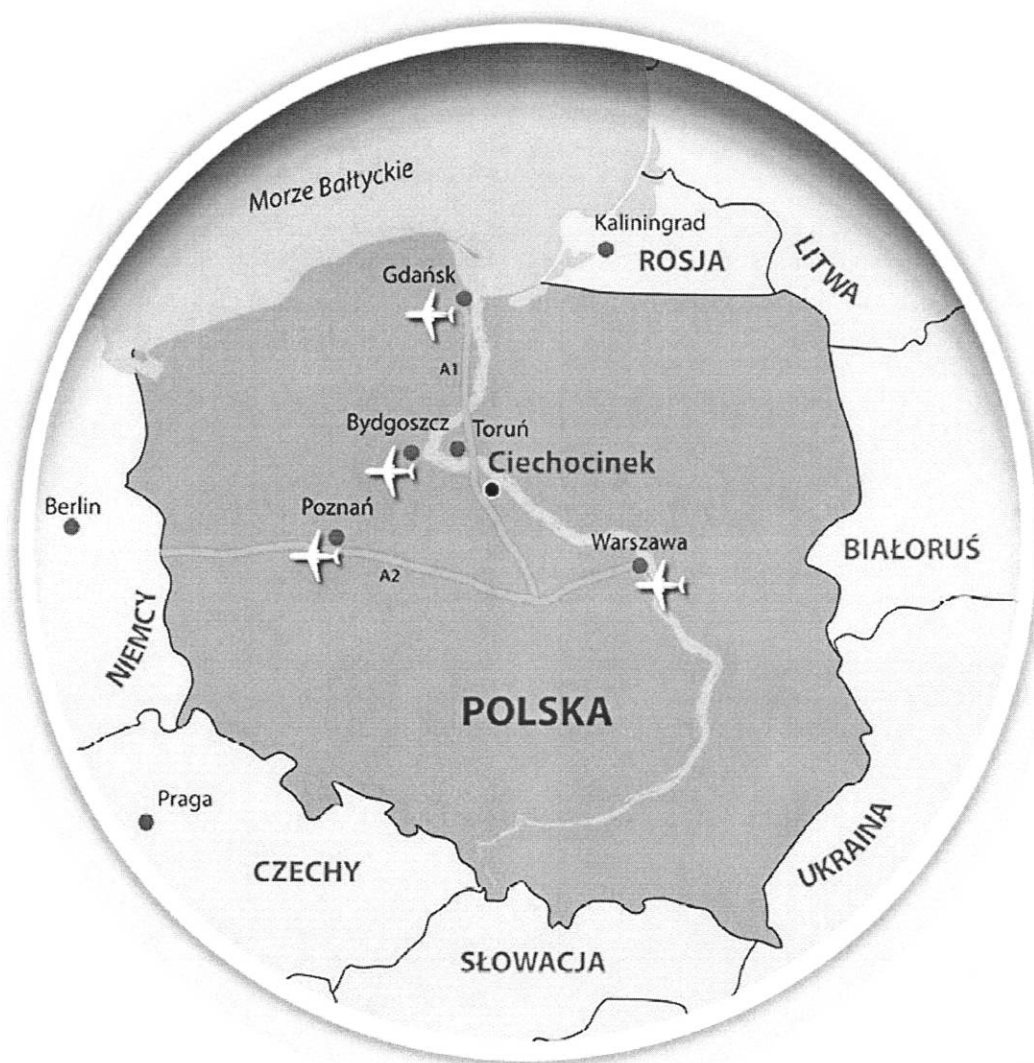 Morze Bałtyckie
Kaliningrad
ROSJA
LITWA
Gdańsk
A1
Bydgoszcz
Toruń
Ciechocinek
Berlin
Poznań
A2
Warszawa
BIAŁORUŚ
NIEMCY
POLSKA
Praga
CZECHY
UKRAINA
SŁOWACJA